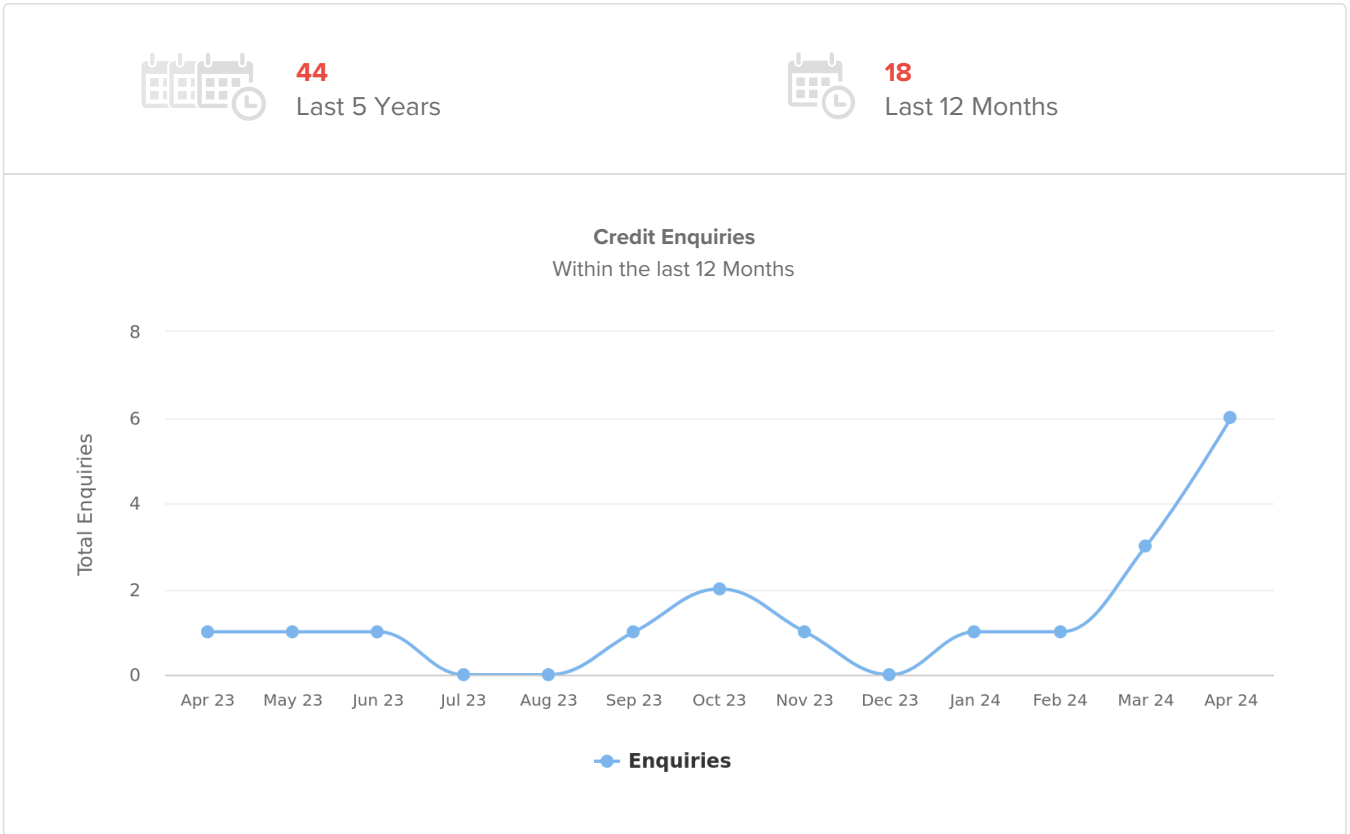 44
Last 5 Years
18
Last 12 Months
Credit Enquiries
Within the last 12 Months
8
6
4
2
0
Total Enquiries
Apr 23 May 23 Jun 23 Jul 23 Aug 23 Sep 23 Oct 23 Nov 23 Dec 23 Jan 24 Feb 24 Mar 24 Apr 24
Enquiries